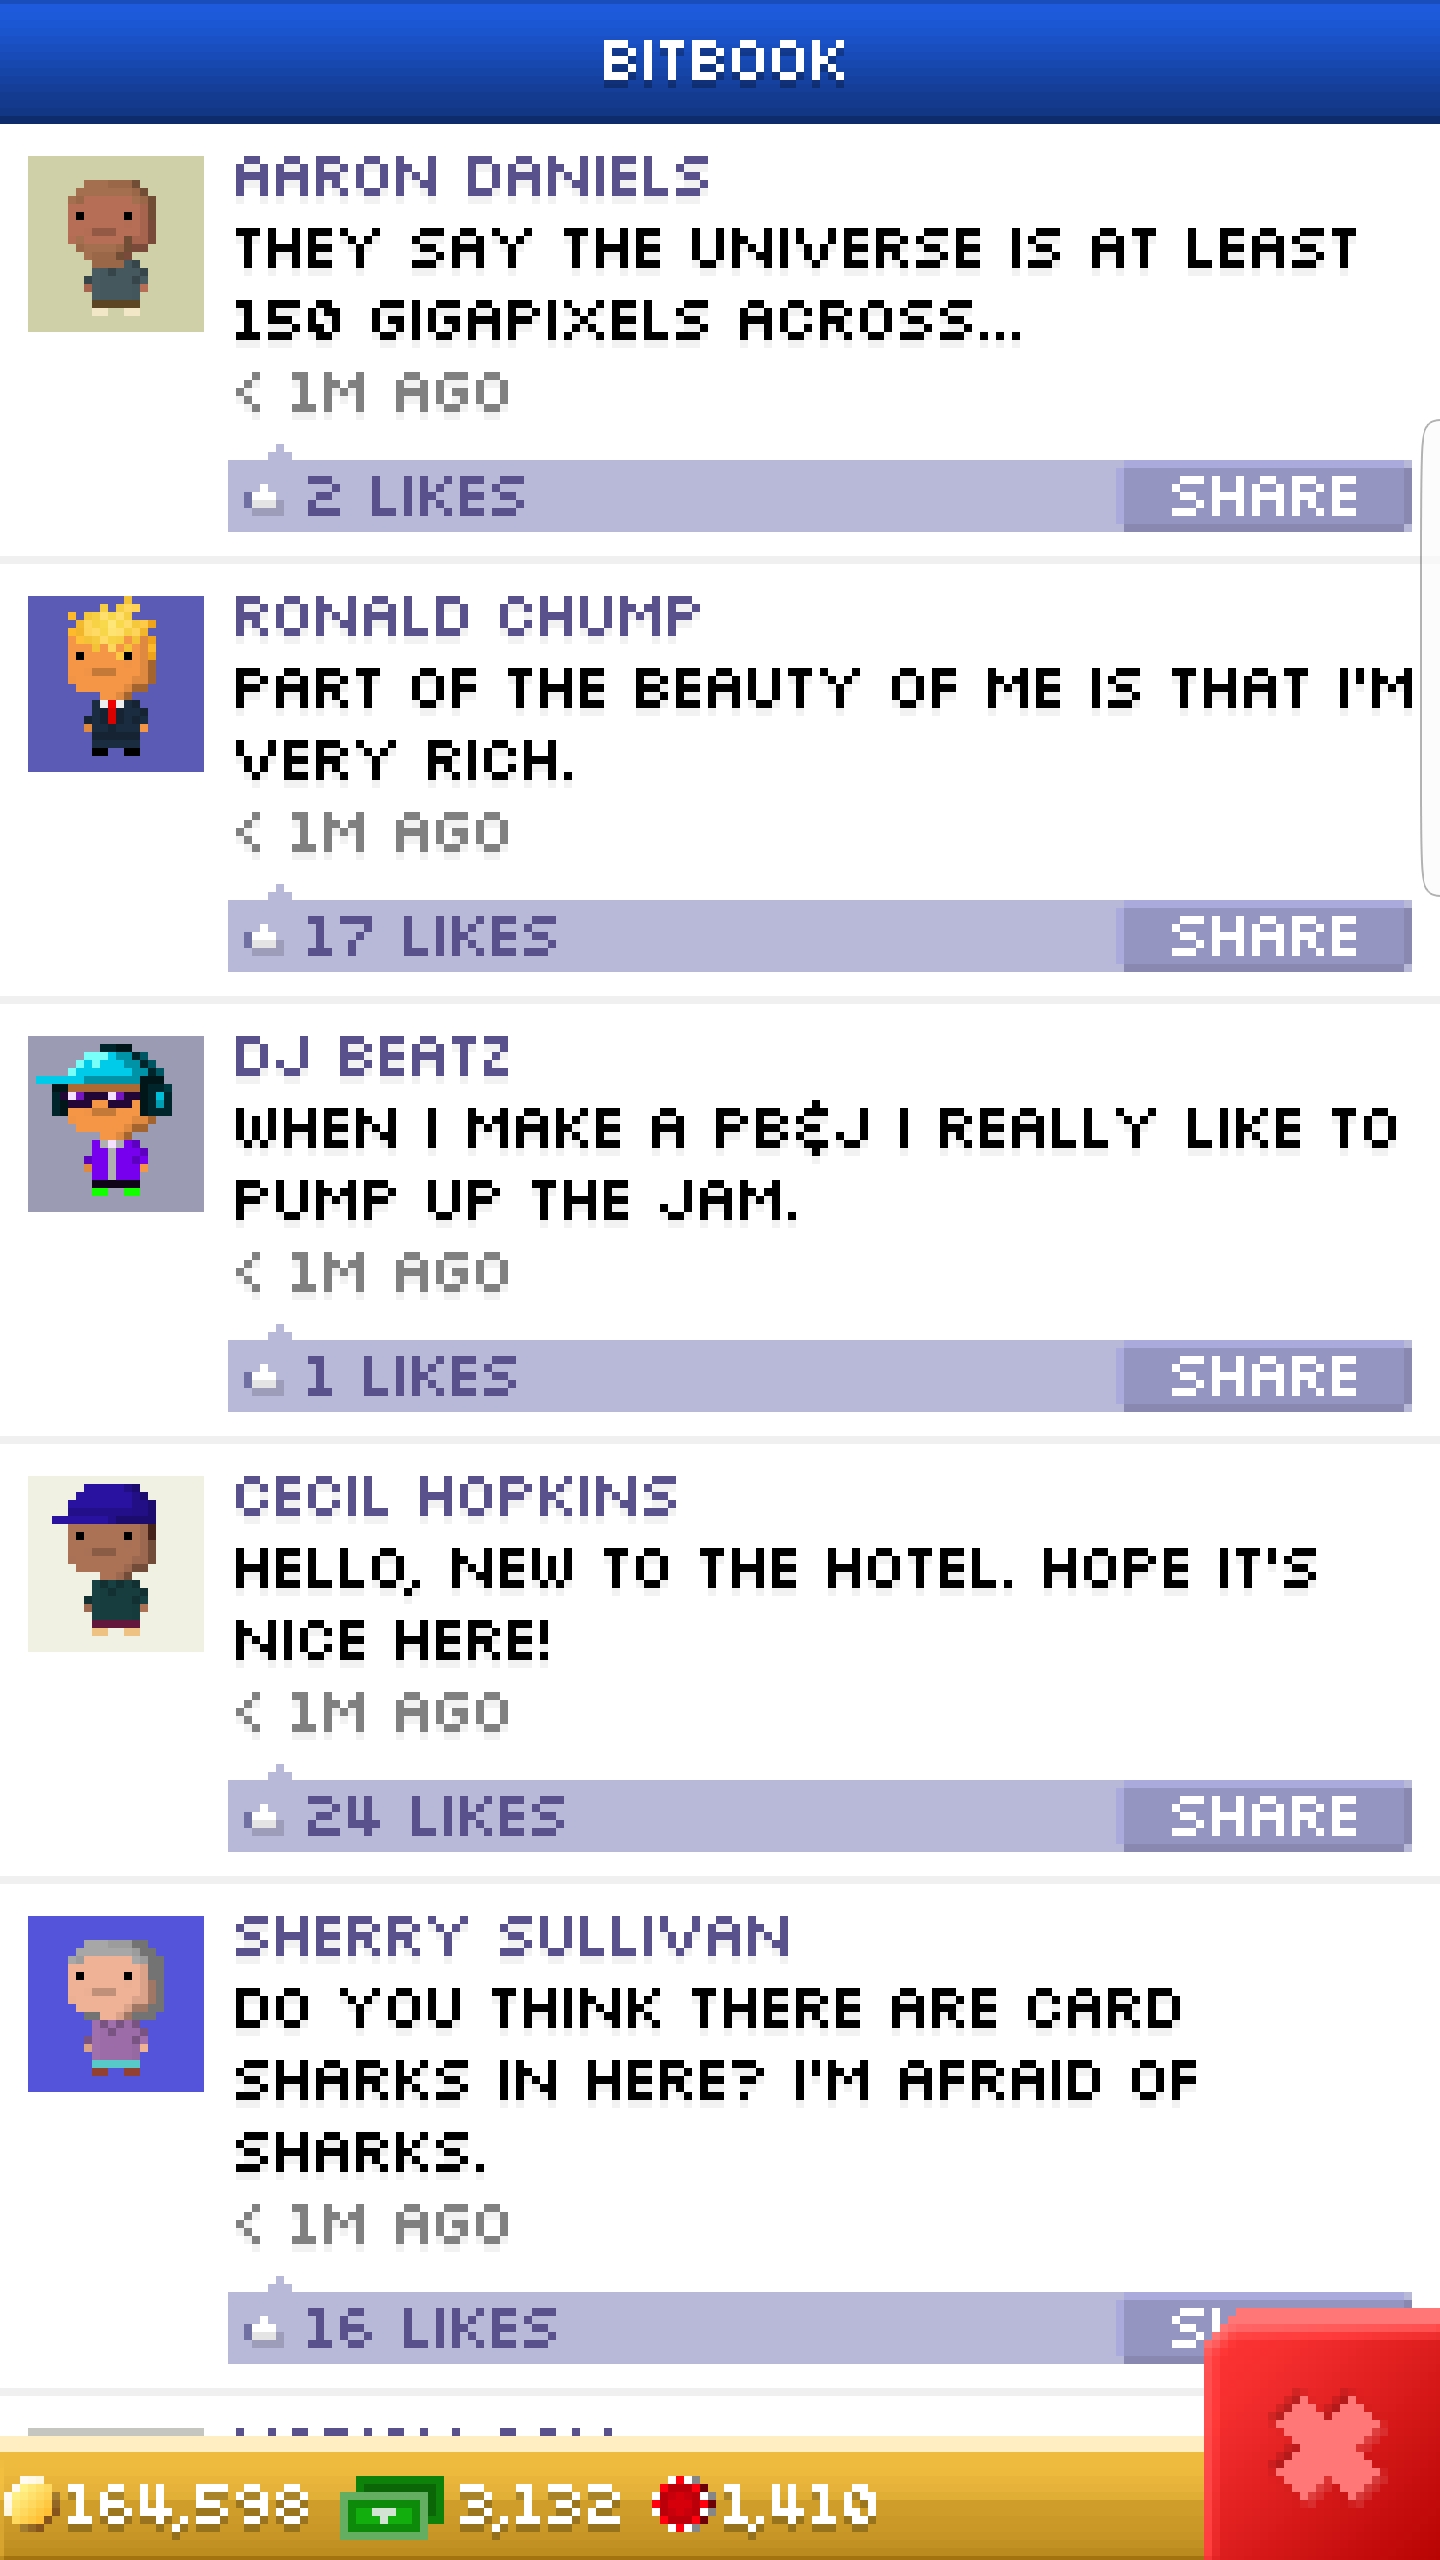 BITBOOK
AARON DANIELS
THEY SAY THE UNIVERSE IS AT LEAST
150 GIGAPIXELS ACROSS...
< 1M AGO
2 LIKES SHARE
RONALD CHUMP
PART OF THE BEAUTY OF ME IS THAT I'M
VERY RICH.
< 1M AGO
17 LIKES SHARE
DJ BEATZ
WHEN I MAKE A PB$J I REALLY LIKE TO
PUMP UP THE JAM.
< 1M AGO
1 LIKES SHARE
CECIL HOPKINS
HELLO, NEW TO THE HOTEL. HOPE IT'S
NICE HERE!
< 1M AGO
24 LIKES SHARE
SHERRY SULLIVAN
DO YOU THINK THERE ARE CARD
SHARKS IN HERE? I'M AFRAID OF
SHARKS.
< 1M AGO
16 LIKES
164,598 3,132 1,410